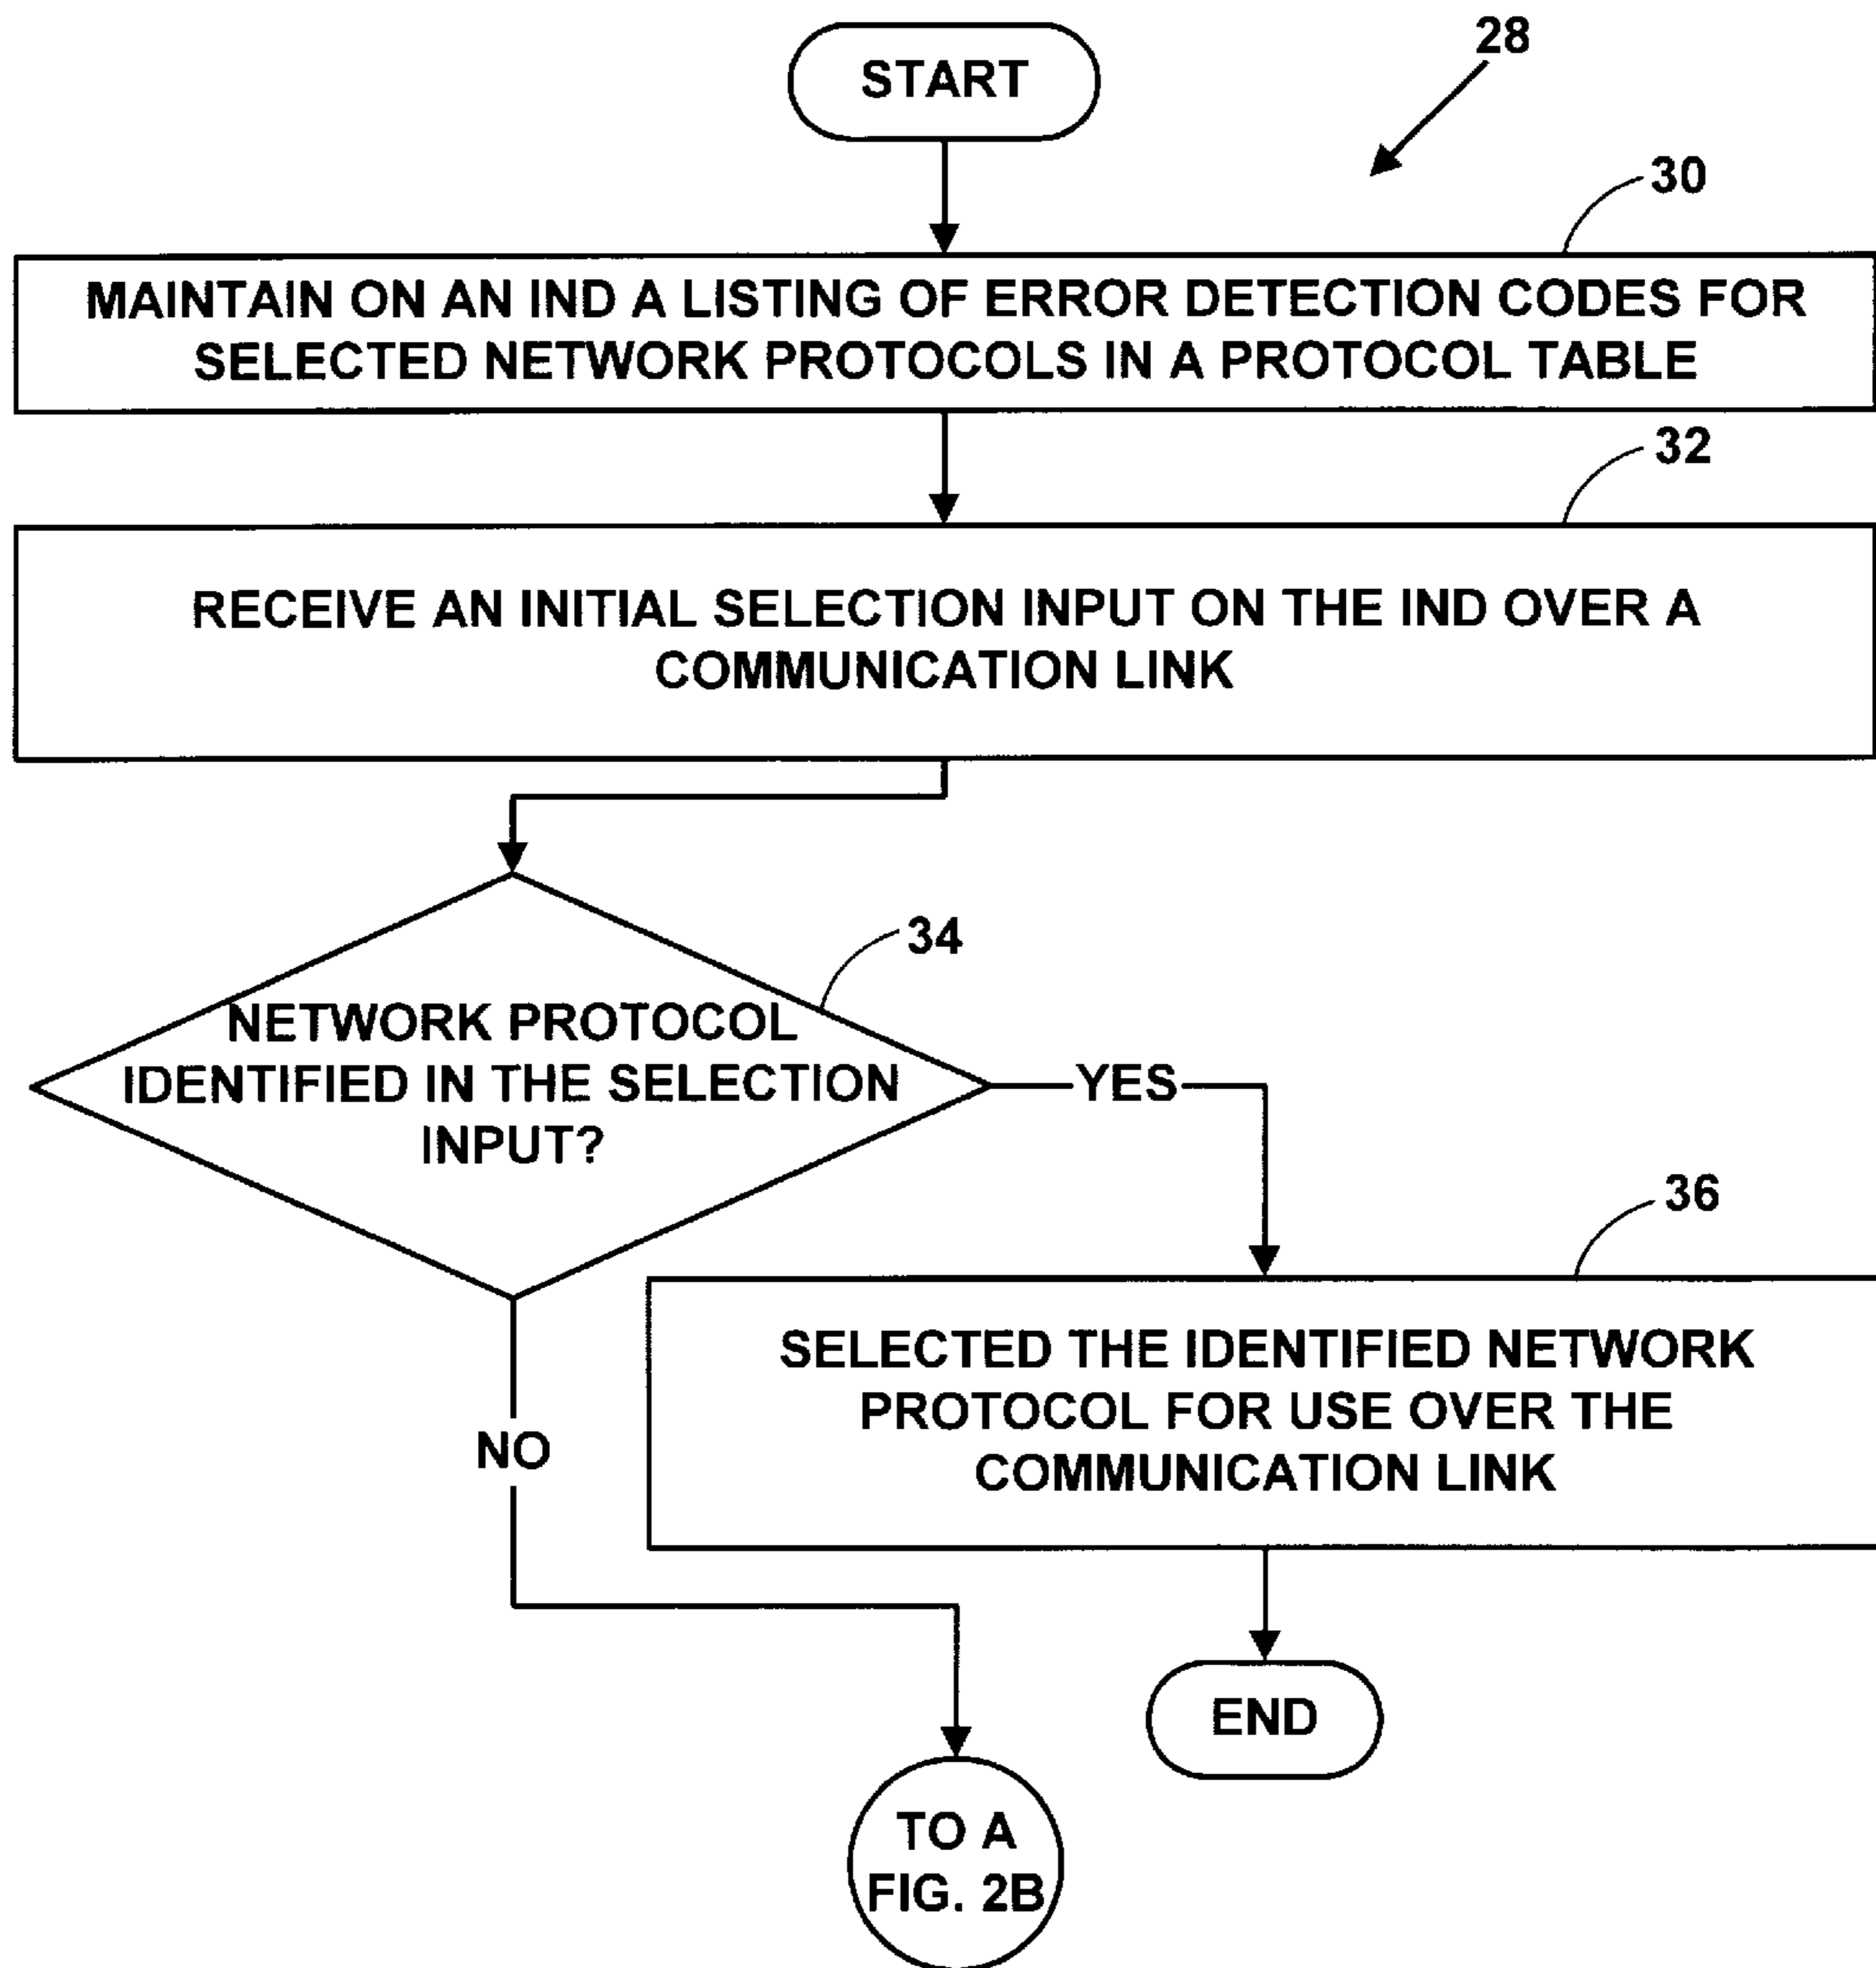 START
28
30
MAINTAIN ON AN IND A LISTING OF ERROR DETECTION CODES FOR
SELECTED NETWORK PROTOCOLS IN A PROTOCOL TABLE
32
RECEIVE AN INITIAL SELECTION INPUT ON THE IND OVER A
COMMUNICATION LINK
34
NETWORK PROTOCOL
IDENTIFIED IN THE SELECTION
INPUT?
YES
36
SELECTED THE IDENTIFIED NETWORK
PROTOCOL FOR USE OVER THE
COMMUNICATION LINK
NO
END
TO A
FIG. 2B